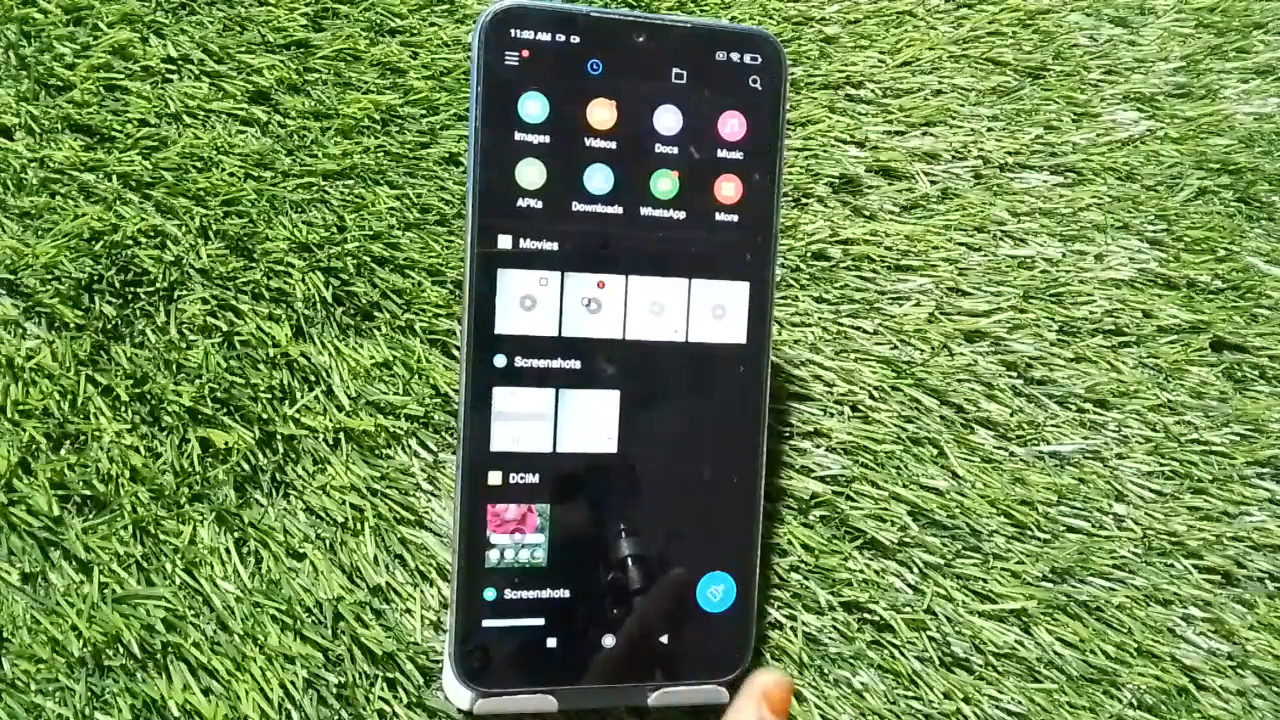 11:03 AM
Images Videos Docs Music
APKs Downloads WhatsApp More
Movies
Screenshots
DCIM
Screenshots